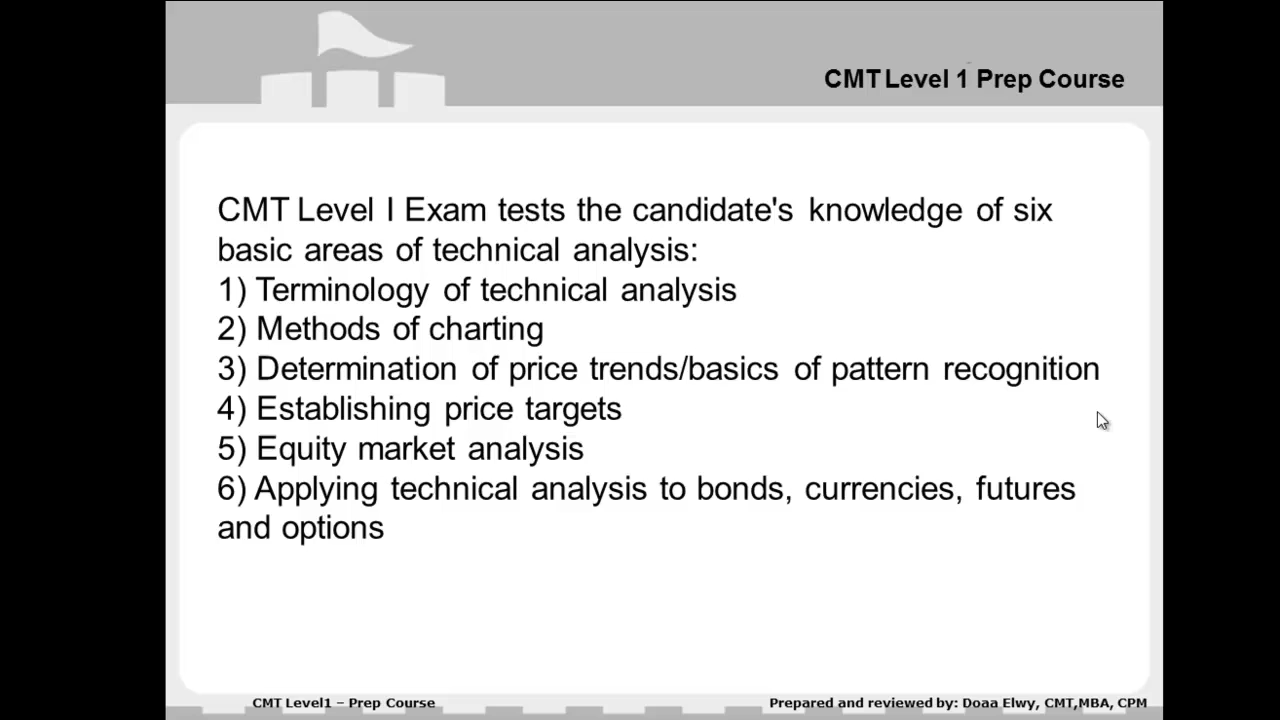 CMT Level 1 Prep Course
CMT Level I Exam tests the candidate's knowledge of six
basic areas of technical analysis:
1) Terminology of technical analysis
2) Methods of charting
3) Determination of price trends/basics of pattern recognition
4) Establishing price targets
5) Equity market analysis
6) Applying technical analysis to bonds, currencies, futures
and options
CMT Level1 – Prep Course
Prepared and reviewed by: Doaa Elwy, CMT,MBA, CPM